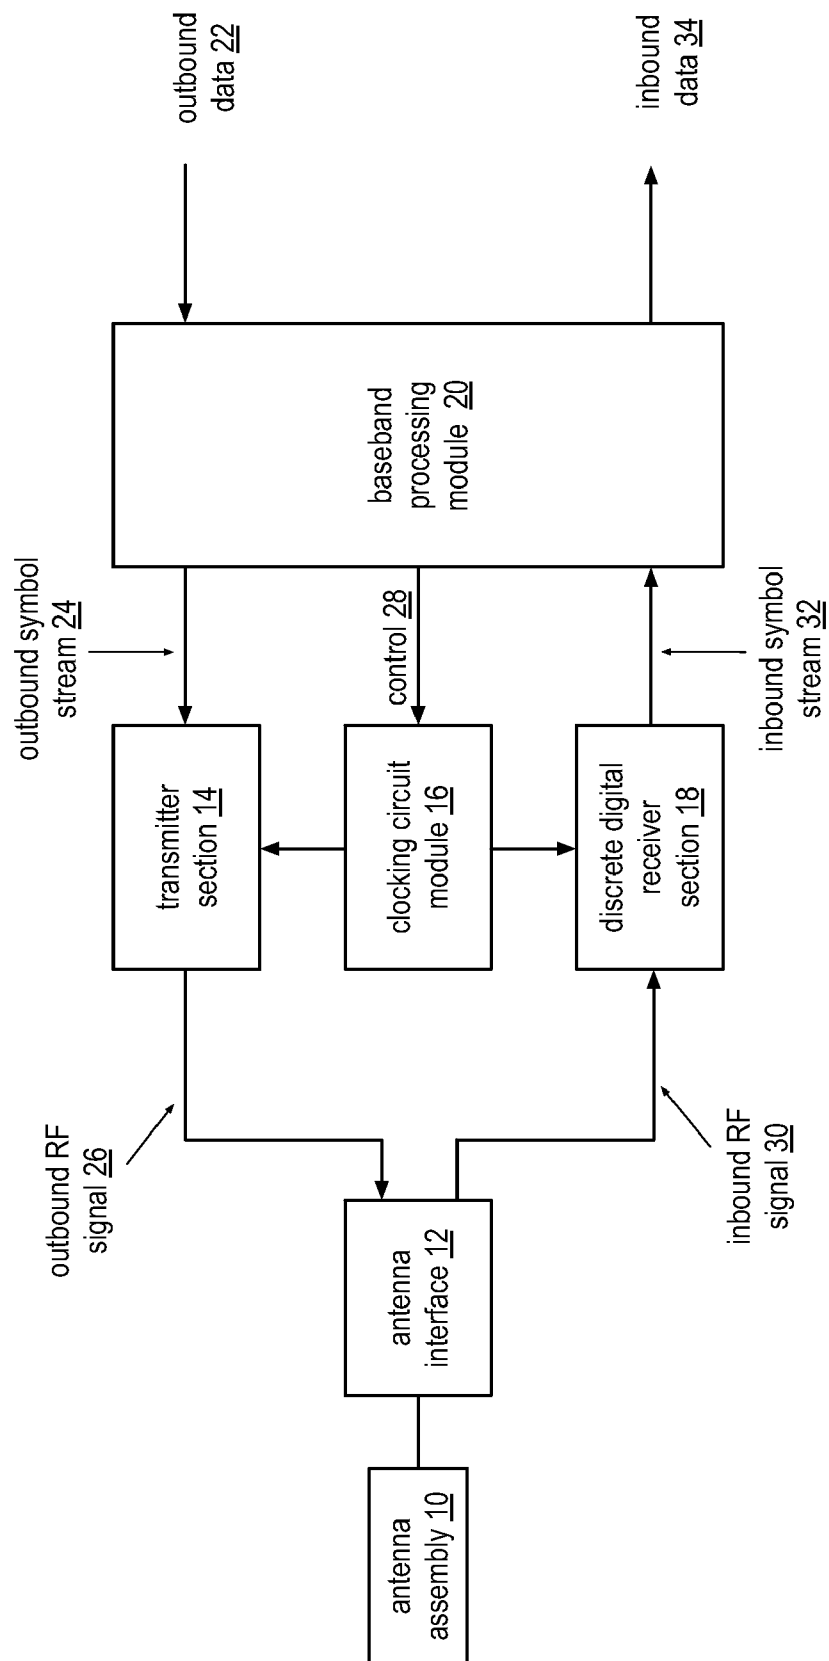 antenna
assembly 10
antenna
interface 12
outbound RF
signal 26
inbound RF
signal 30
transmitter
section 14
clocking circuit
module 16
discrete digital
receiver
section 18
outbound symbol
stream 24
control 28
inbound symbol
stream 32
baseband
processing
module 20
outbound
data 22
inbound
data 34